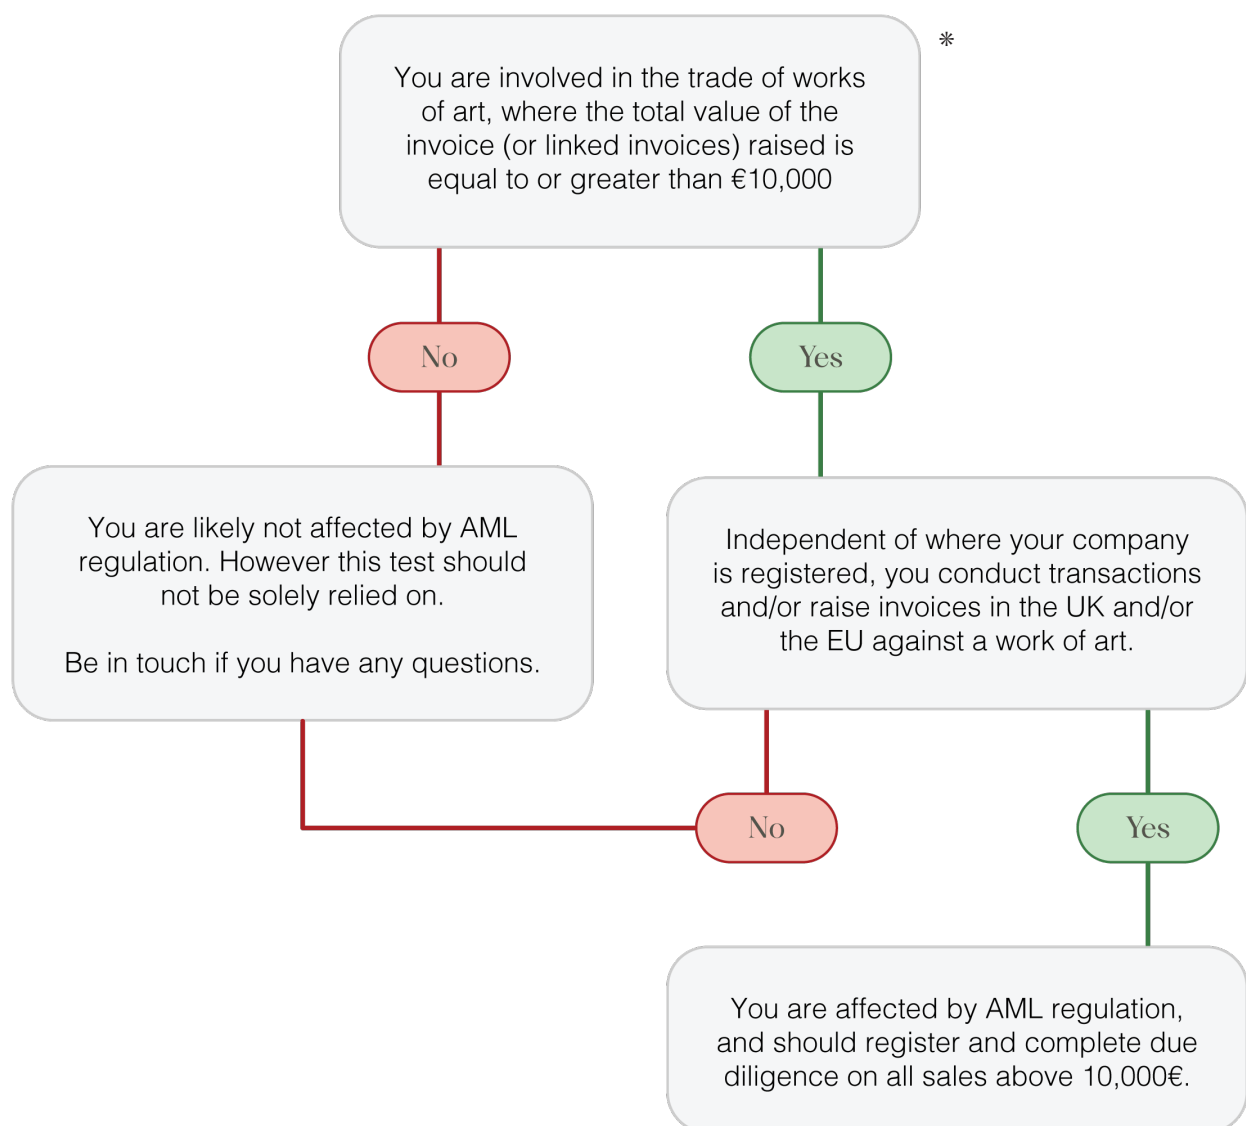 You are involved in the trade of works
of art, where the total value of the
invoice (or linked invoices) raised is
equal to or greater than €10,000
*
No
Yes
You are likely not affected by AML
regulation. However this test should
not be solely relied on.
Be in touch if you have any questions.
Independent of where your company
is registered, you conduct transactions
and/or raise invoices in the UK and/or
the EU against a work of art.
No
Yes
You are affected by AML regulation,
and should register and complete due
diligence on all sales above 10,000€.